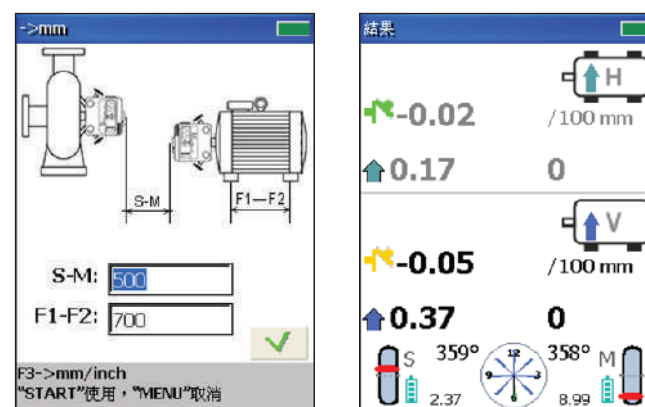 ->mm
S-M
F1—F2
S-M: 500
F1-F2: 700
F3->mm/inch
"START"使用，"MENU"取消
結果
H
-0.02 /100 mm
0.17 0
V
-0.05 /100 mm
0.37 0
S 359° 12 358° M
9 3
2.37 6 8.99